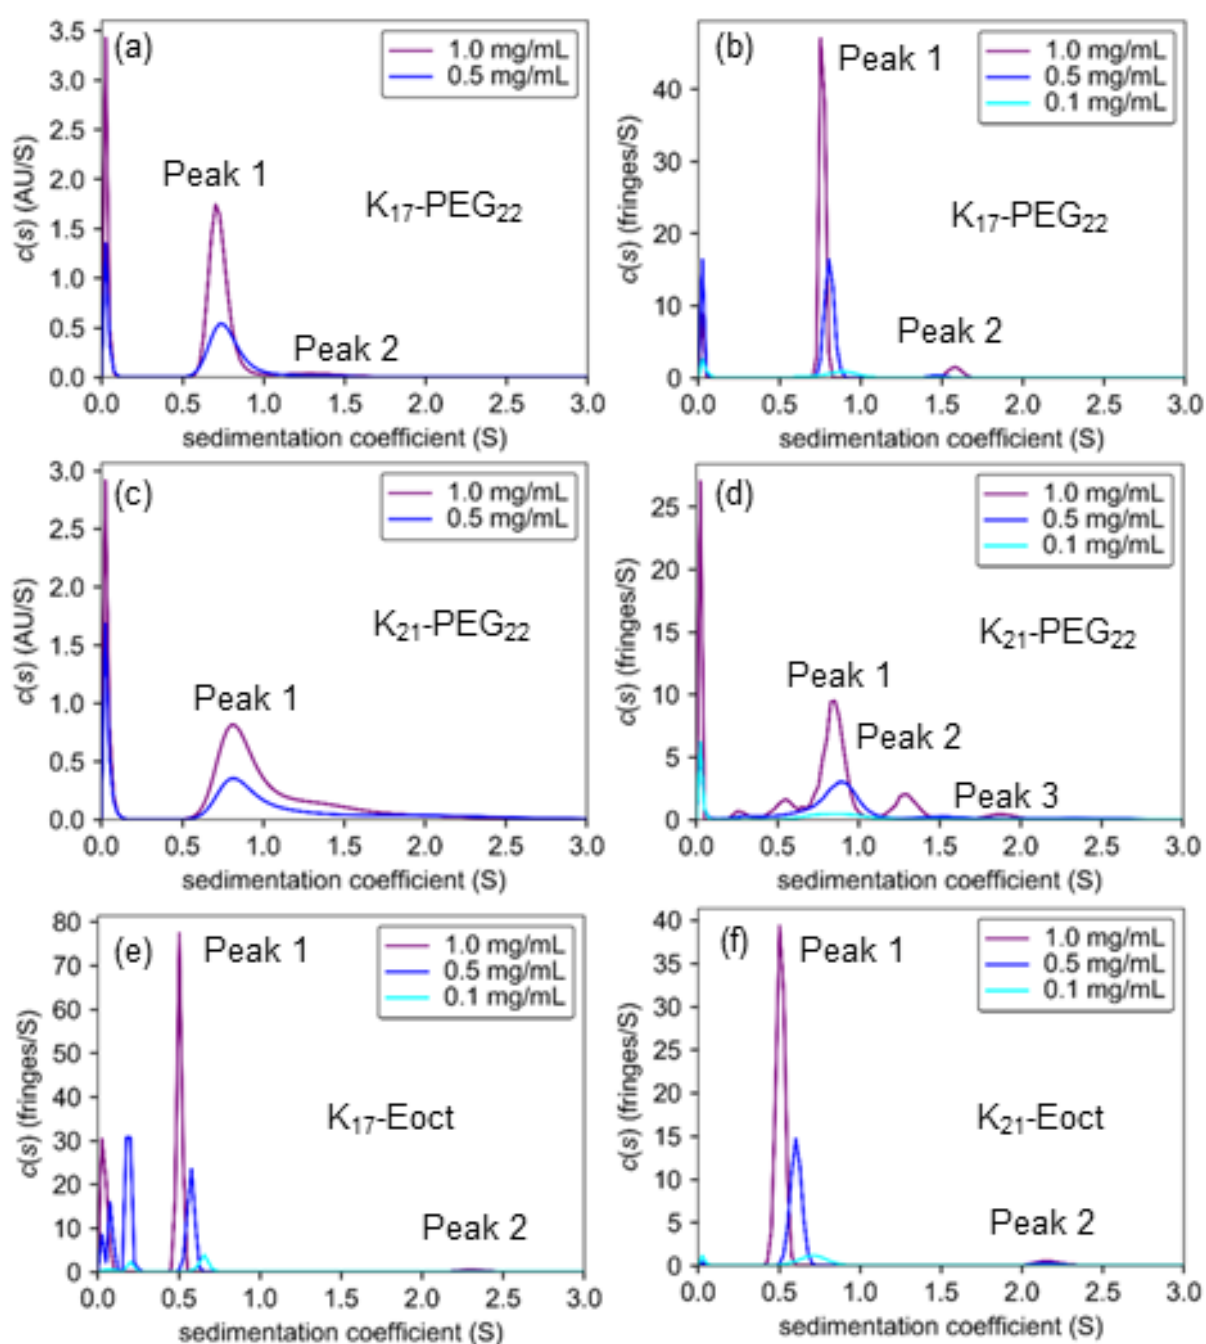 (a)
1.0 mg/mL
0.5 mg/mL
Peak 1
K17-PEG22
Peak 2
c(s) (AU/S)
3.5
3.0
2.5
2.0
1.5
1.0
0.5
0.0
0.0 0.5 1.0 1.5 2.0 2.5 3.0
sedimentation coefficient (S)
(b)
Peak 1
1.0 mg/mL
0.5 mg/mL
0.1 mg/mL
K17-PEG22
Peak 2
c(s) (fringes/S)
40
30
20
10
0
0.0 0.5 1.0 1.5 2.0 2.5 3.0
sedimentation coefficient (S)
(c)
1.0 mg/mL
0.5 mg/mL
K21-PEG22
Peak 1
c(s) (AU/S)
3.0
2.5
2.0
1.5
1.0
0.5
0.0
0.0 0.5 1.0 1.5 2.0 2.5 3.0
sedimentation coefficient (S)
(d)
1.0 mg/mL
0.5 mg/mL
0.1 mg/mL
K21-PEG22
Peak 1
Peak 2
Peak 3
c(s) (fringes/S)
25
20
15
10
5
0
0.0 0.5 1.0 1.5 2.0 2.5 3.0
sedimentation coefficient (S)
(e)
Peak 1
1.0 mg/mL
0.5 mg/mL
0.1 mg/mL
K17-Eoct
Peak 2
c(s) (fringes/S)
80
70
60
50
40
30
20
10
0
0.0 0.5 1.0 1.5 2.0 2.5 3.0
sedimentation coefficient (S)
(f)
Peak 1
1.0 mg/mL
0.5 mg/mL
0.1 mg/mL
K21-Eoct
Peak 2
c(s) (fringes/S)
40
35
30
25
20
15
10
5
0
0.0 0.5 1.0 1.5 2.0 2.5 3.0
sedimentation coefficient (S)